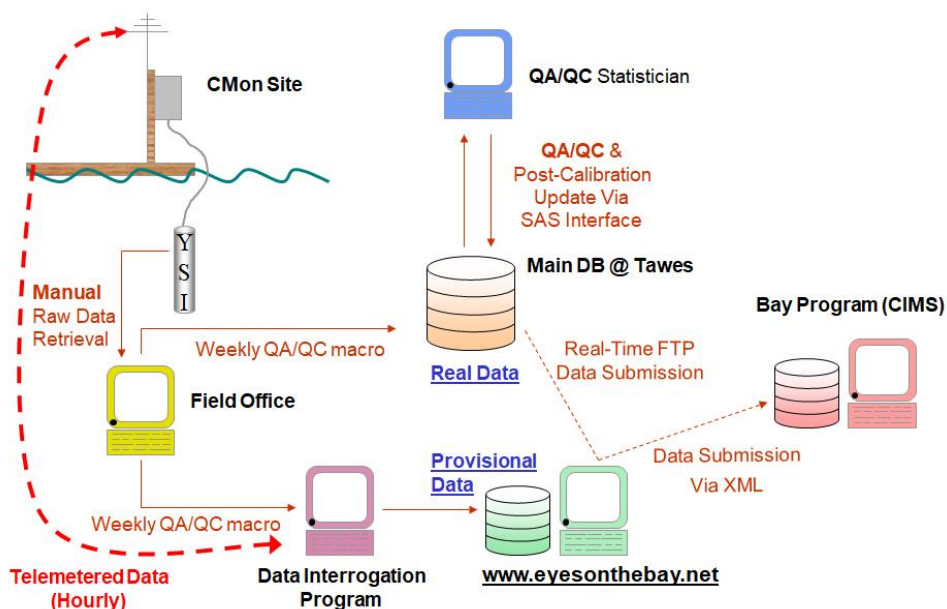 CMon Site
QA/QC Statistician
QA/QC &
Post-Calibration
Update Via
SAS Interface
Y
S
I
Manual
Raw Data
Retrieval
Main DB @ Tawes
Bay Program (CIMS)
Weekly QA/QC macro
Real-Time FTP
Data Submission
Real Data
Field Office
Provisional
Data
Data Submission
Via XML
Weekly QA/QC macro
Telemetered Data
(Hourly)
Data Interrogation
Program
www.eyesonthebay.net